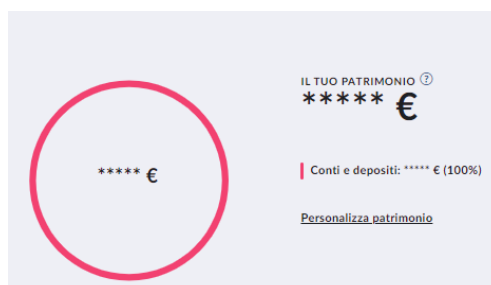 IL TUO PATRIMONIO ?
***** €
***** €
Conti e depositi: ***** € (100%)
Personalizza patrimonio